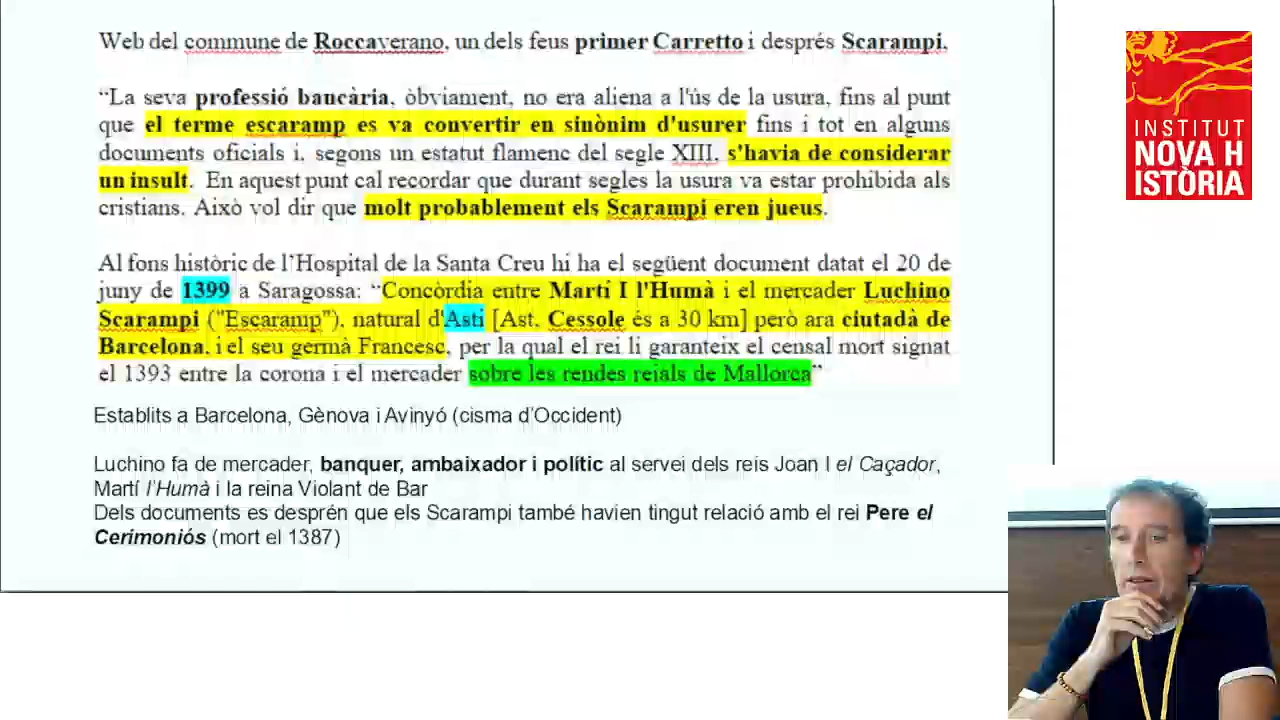 Web del commune de Roccaverano, un dels feus primer Carretto i després Scarampi,
“La seva professió bancària, òbviament, no era aliena a l'ús de la usura, fins al punt
que el terme escaramp es va convertir en sinònim d'usurer fins i tot en alguns
documents oficials i, segons un estatut flamenc del segle XIII, s'havia de considerar
un insult. En aquest punt cal recordar que durant segles la usura va estar prohibida als
cristians. Això vol dir que molt probablement els Scarampi eren jueus.
Al fons històric de l’Hospital de la Santa Creu hi ha el següent document datat el 20 de
juny de 1399 a Saragossa: “Concòrdia entre Martí I l'Humà i el mercader Luchino
Scarampi ("Escaramp"), natural d'Asti [Ast. Cessole és a 30 km] però ara ciutadà de
Barcelona, i el seu germà Francesc, per la qual el rei li garanteix el censal mort signat
el 1393 entre la corona i el mercader sobre les rendes reials de Mallorca”
Establits a Barcelona, Gènova i Avinyó (cisma d’Occident)
Luchino fa de mercader, banquer, ambaixador i polític al servei dels reis Joan I el Caçador,
Martí l’Humà i la reina Violant de Bar
Dels documents es desprén que els Scarampi també havien tingut relació amb el rei Pere el
Cerimoniós (mort el 1387)
INSTITUT
NOVA H
ISTÒRIA